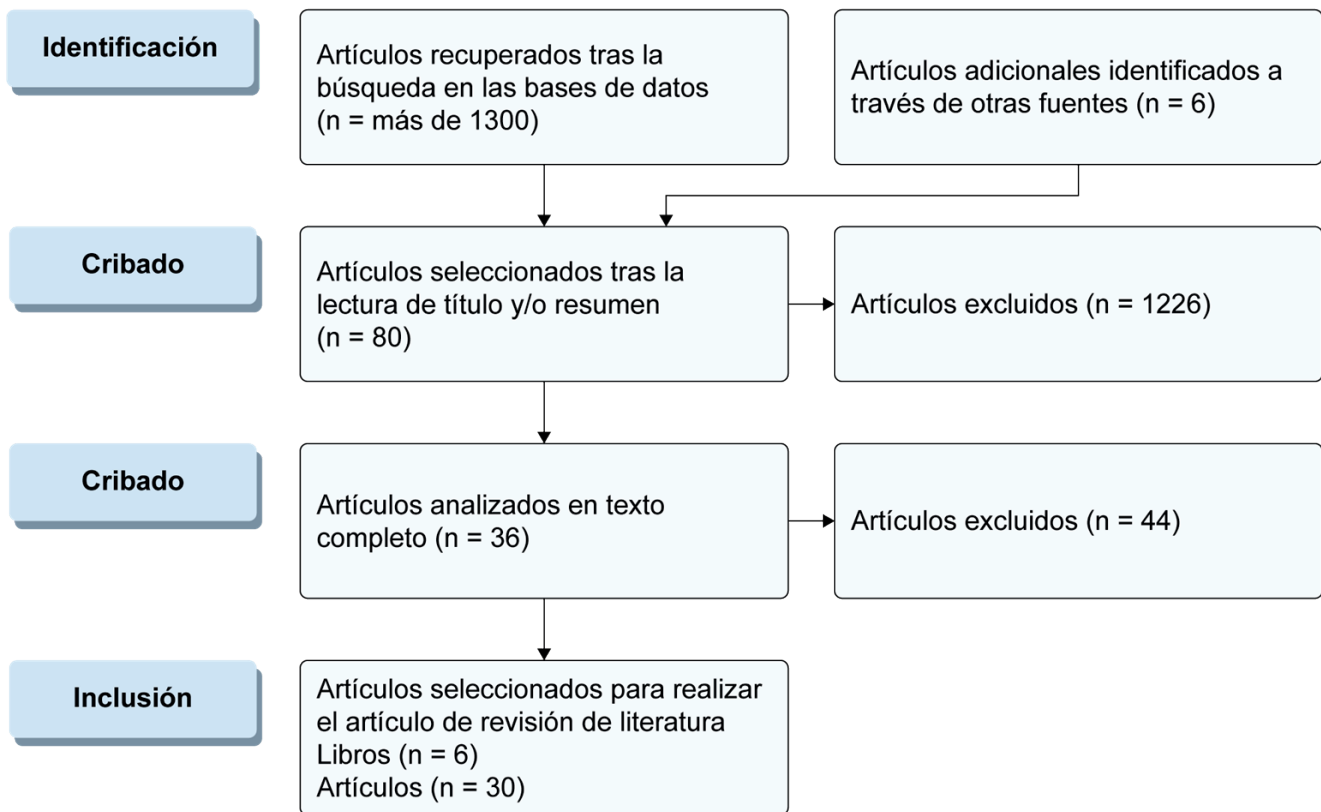 Identificación
Artículos recuperados tras la
búsqueda en las bases de datos
(n = más de 1300)
Artículos adicionales identificados a
través de otras fuentes (n = 6)
Cribado
Artículos seleccionados tras la
lectura de título y/o resumen
(n = 80)
Artículos excluidos (n = 1226)
Cribado
Artículos analizados en texto
completo (n = 36)
Artículos excluidos (n = 44)
Inclusión
Artículos seleccionados para realizar
el artículo de revisión de literatura
Libros (n = 6)
Artículos (n = 30)